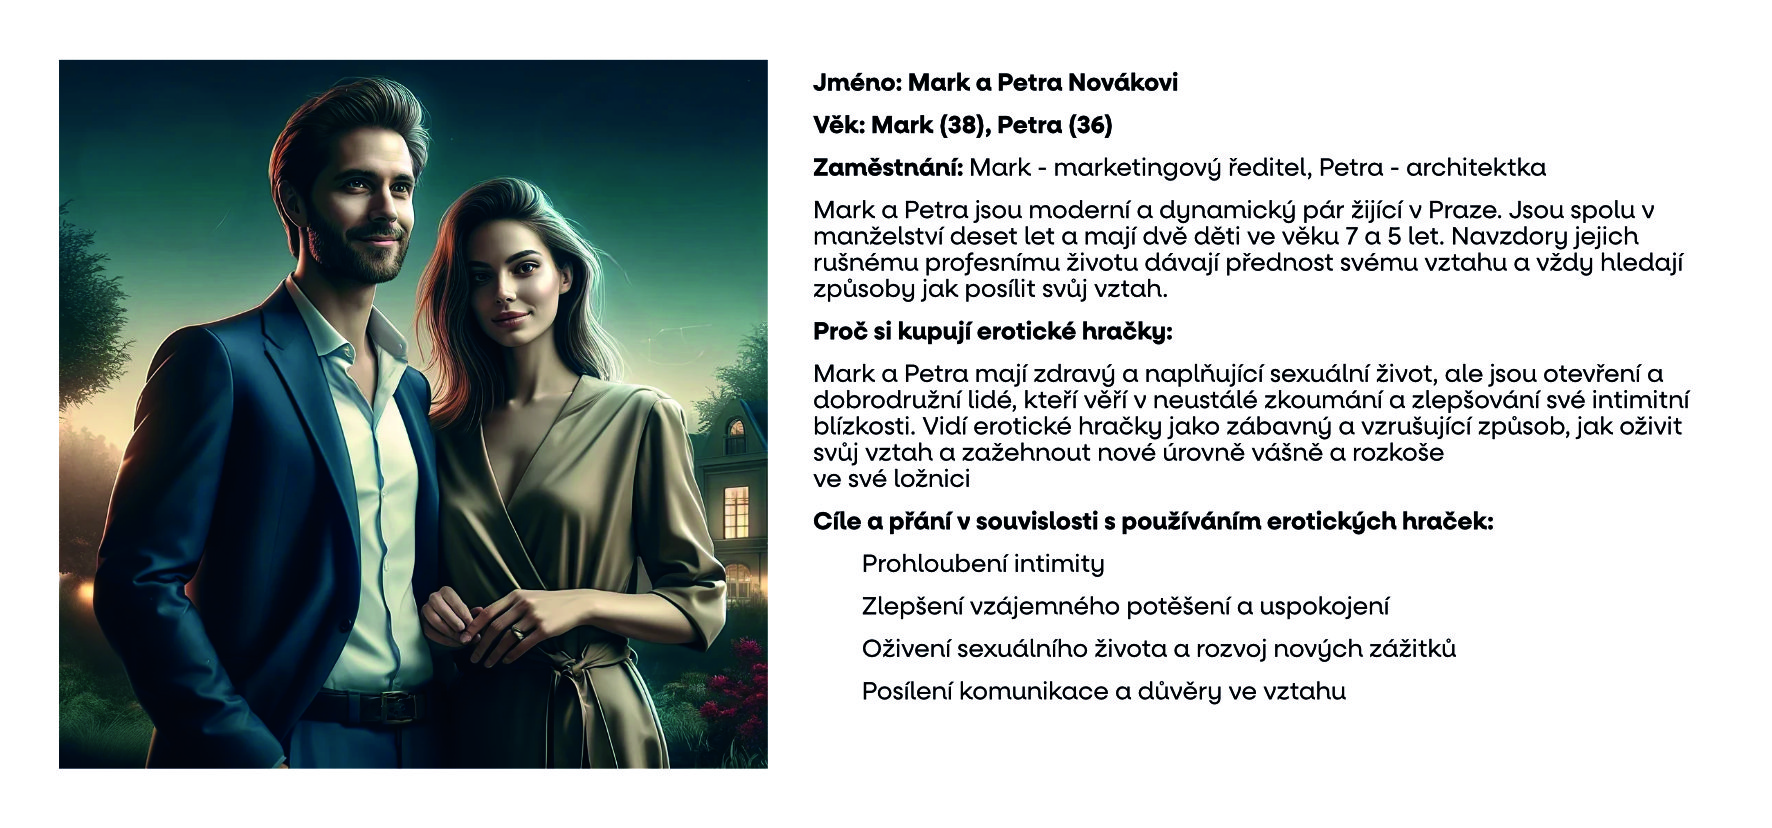 Jméno: Mark a Petra Novákovi
Věk: Mark (38), Petra (36)
Zaměstnání: Mark - marketingový ředitel, Petra - architektka
Mark a Petra jsou moderní a dynamický pár žijící v Praze. Jsou spolu v
manželství deset let a mají dvě děti ve věku 7 a 5 let. Navzdory jejich
rušnému profesnímu životu dávají přednost svému vztahu a vždy hledají
způsoby jak posílit svůj vztah.
Proč si kupují erotické hračky:
Mark a Petra mají zdravý a naplňující sexuální život, ale jsou otevření a
dobrodružní lidé, kteří věří v neustálé zkoumání a zlepšování své intimitní
blízkosti. Vidí erotické hračky jako zábavný a vzrušující způsob, jak oživit
svůj vztah a zažehnout nové úrovně vášně a rozkoše
ve své ložnici
Cíle a přání v souvislosti s používáním erotických hraček:
Prohloubení intimity
Zlepšení vzájemného potěšení a uspokojení
Oživení sexuálního života a rozvoj nových zážitků
Posílení komunikace a důvěry ve vztahu